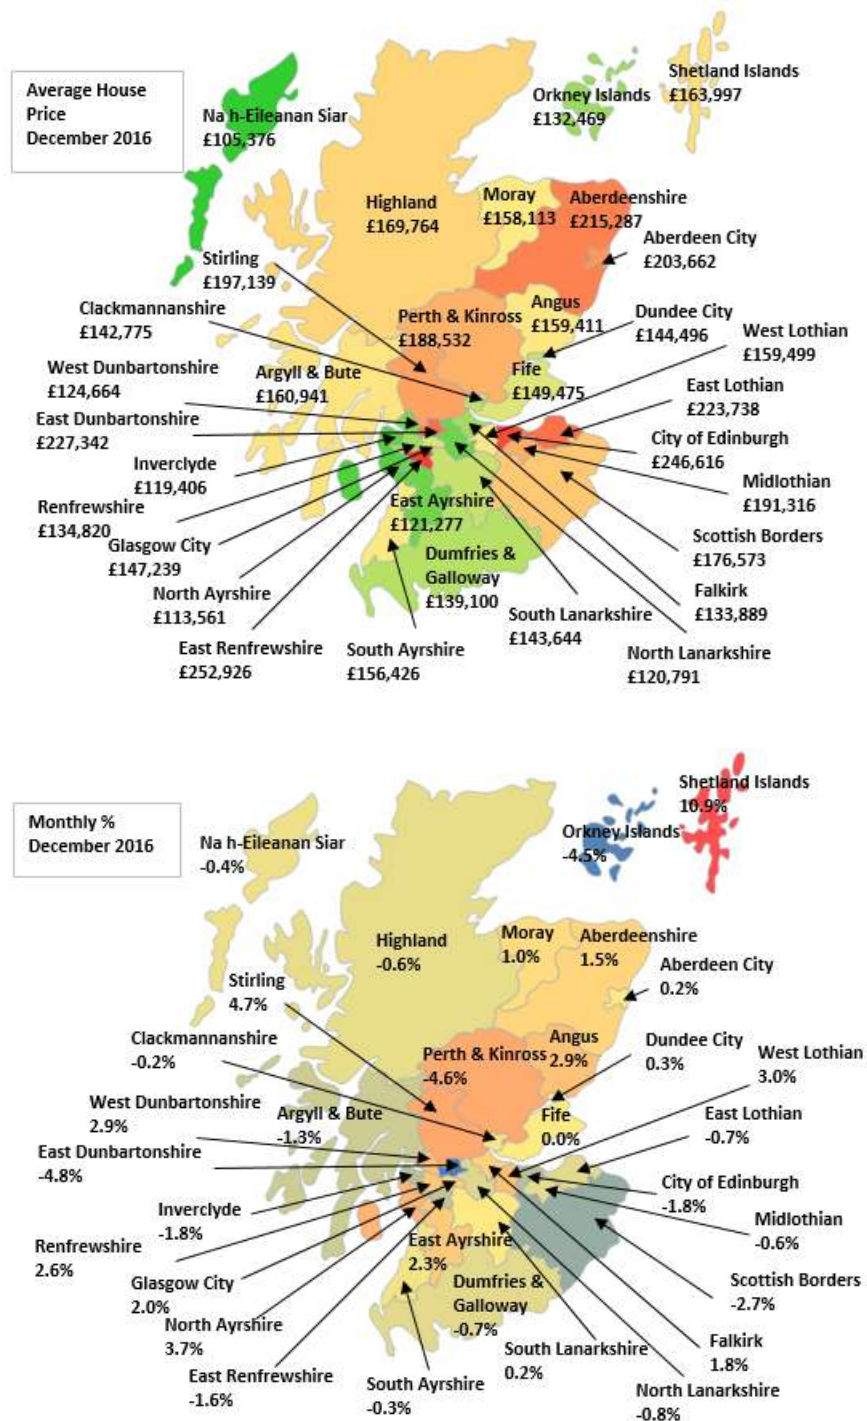 Average House
Price
December 2016
Na h-Eileanan Siar
£105,376
Orkney Islands
£132,469
Shetland Islands
£163,997
Highland
£169,764
Moray
£158,113
Aberdeenshire
£215,287
Aberdeen City
£203,662
Stirling
£197,139
Clackmannanshire
£142,775
Perth & Kinross
£188,532
Angus
£159,411
Dundee City
£144,496
West Lothian
£159,499
West Dunbartonshire
£124,664
Argyll & Bute
£160,941
Fife
£149,475
East Lothian
£223,738
East Dunbartonshire
£227,342
City of Edinburgh
£246,616
Inverclyde
£119,406
Midlothian
£191,316
Renfrewshire
£134,820
East Ayrshire
£121,277
Scottish Borders
£176,573
Glasgow City
£147,239
Dumfries &
Galloway
£139,100
North Ayrshire
£113,561
South Lanarkshire
£143,644
Falkirk
£133,889
East Renfrewshire
£252,926
South Ayrshire
£156,426
North Lanarkshire
£120,791
Monthly %
December 2016
Na h-Eileanan Siar
-0.4%
Orkney Islands
-4.5%
Shetland Islands
10.9%
Highland
-0.6%
Moray
1.0%
Aberdeenshire
1.5%
Aberdeen City
0.2%
Stirling
4.7%
Clackmannanshire
-0.2%
Perth & Kinross
-4.6%
Angus
2.9%
Dundee City
0.3%
West Lothian
3.0%
West Dunbartonshire
2.9%
Argyll & Bute
-1.3%
Fife
0.0%
East Lothian
-0.7%
East Dunbartonshire
-4.8%
City of Edinburgh
-1.8%
Inverclyde
-1.8%
Midlothian
-0.6%
Renfrewshire
2.6%
East Ayrshire
2.3%
Scottish Borders
-2.7%
Glasgow City
2.0%
Dumfries &
Galloway
-0.7%
North Ayrshire
3.7%
South Lanarkshire
0.2%
Falkirk
1.8%
East Renfrewshire
-1.6%
South Ayrshire
-0.3%
North Lanarkshire
-0.8%